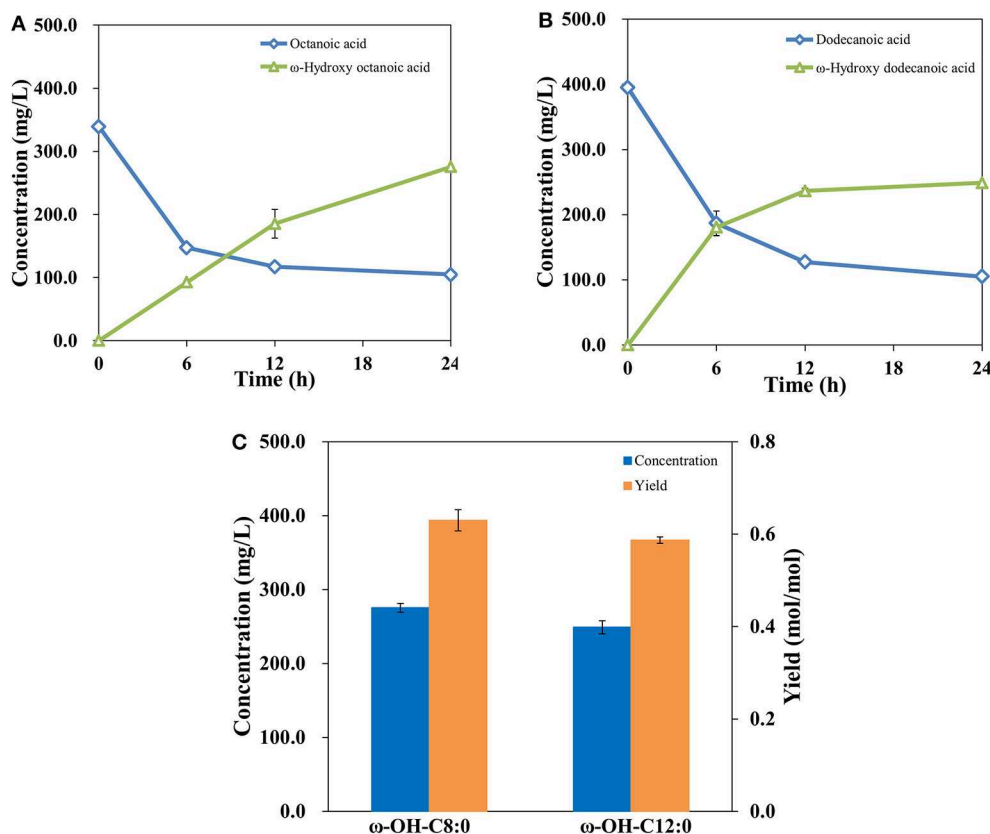 A
500.0
400.0
300.0
200.0
100.0
0.0
Concentration (mg/L)
Octanoic acid
ω-Hydroxy octanoic acid
0 6 12 18 24
Time (h)
B
500.0
400.0
300.0
200.0
100.0
0.0
Concentration (mg/L)
Dodecanoic acid
ω-Hydroxy dodecanoic acid
0 6 12 18 24
Time (h)
C
500.0
400.0
300.0
200.0
100.0
0.0
Concentration (mg/L)
Concentration
Yield
0.8
0.6
0.4
0.2
0.0
Yield (mol/mol)
ω-OH-C8:0 ω-OH-C12:0